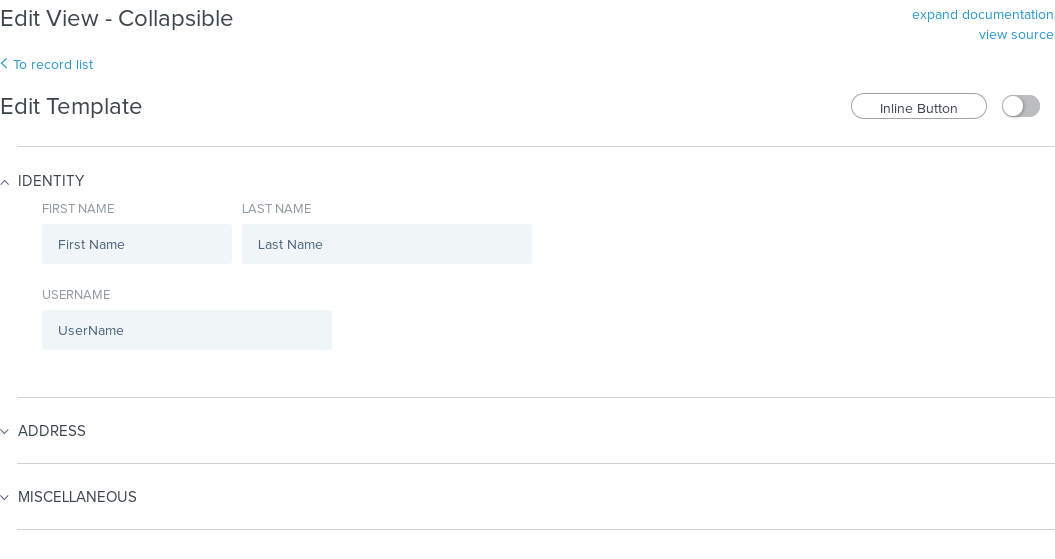 Edit View - Collapsible
expand documentation
view source
To record list
Edit Template
Inline Button
IDENTITY
FIRST NAME
LAST NAME
First Name
Last Name
USERNAME
UserName
ADDRESS
MISCELLANEOUS